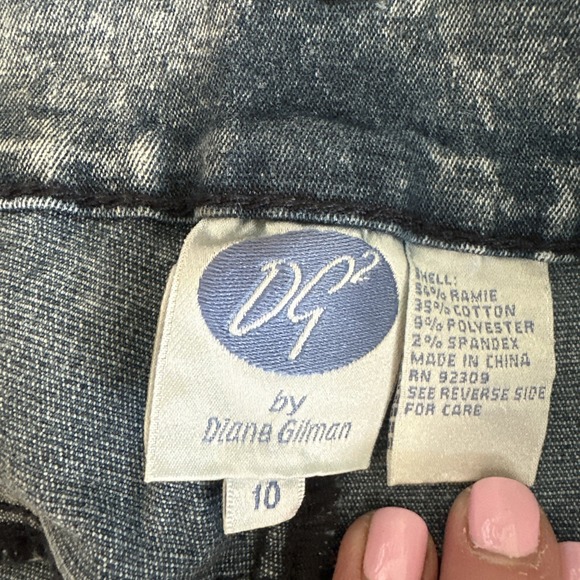 DG2
by
Diane Gilman
10
SHELL:
54% RAMIE
35% COTTON
9% POLYESTER
2% SPANDEX
MADE IN CHINA
RN 92309
SEE REVERSE SIDE
FOR CARE